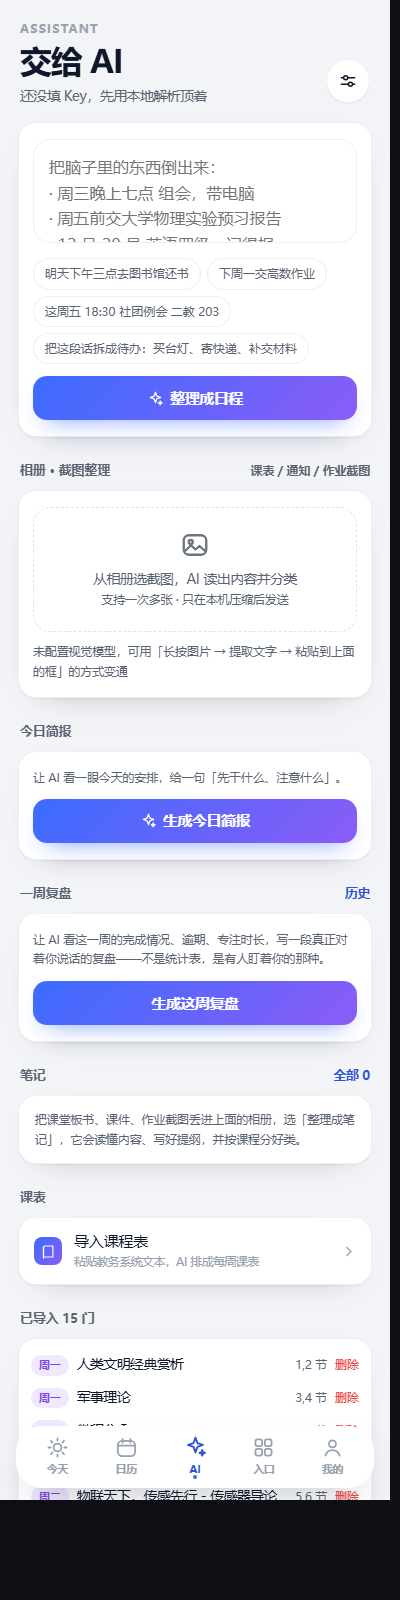 ASSISTANT
交给 AI
还没填 Key，先用本地解析顶着
把脑子里的东西倒出来：
· 周三晚上七点 组会，带电脑
· 周五前交大学物理实验预习报告
· 12 月 20 号 英语四级，记得报
明天下午三点去图书馆还书
下周一交高数作业
这周五 18:30 社团例会 二教 203
把这段话拆成待办：买台灯、寄快递、补交材料
整理成日程
相册 • 截图整理
课表 / 通知 / 作业截图
从相册选截图，AI 读出内容并分类
支持一次多张 · 只在本机压缩后发送
未配置视觉模型，可用「长按图片 → 提取文字 → 粘贴到上面
的框」的方式变通
今日简报
让 AI 看一眼今天的安排，给一句「先干什么、注意什么」。
生成今日简报
一周复盘
历史
让 AI 看这一周的完成情况、逾期、专注时长，写一段真正对
着你说话的复盘——不是统计表，是有人盯着你的那种。
生成这周复盘
笔记
全部 0
把课堂板书、课件、作业截图丢进上面的相册，选「整理成笔
记」，它会读懂内容、写好提纲，并按课程分好类。
课表
导入课程表
粘贴教务系统文本，AI 排成每周课表
已导入 15 门
周一 人类文明经典赏析 1,2 节 删除
周一 军事理论 3,4 节 删除
今天
日历
AI
入口
我的
周二 物联天下，传感先行 - 传感器导论 5,6 节 删除